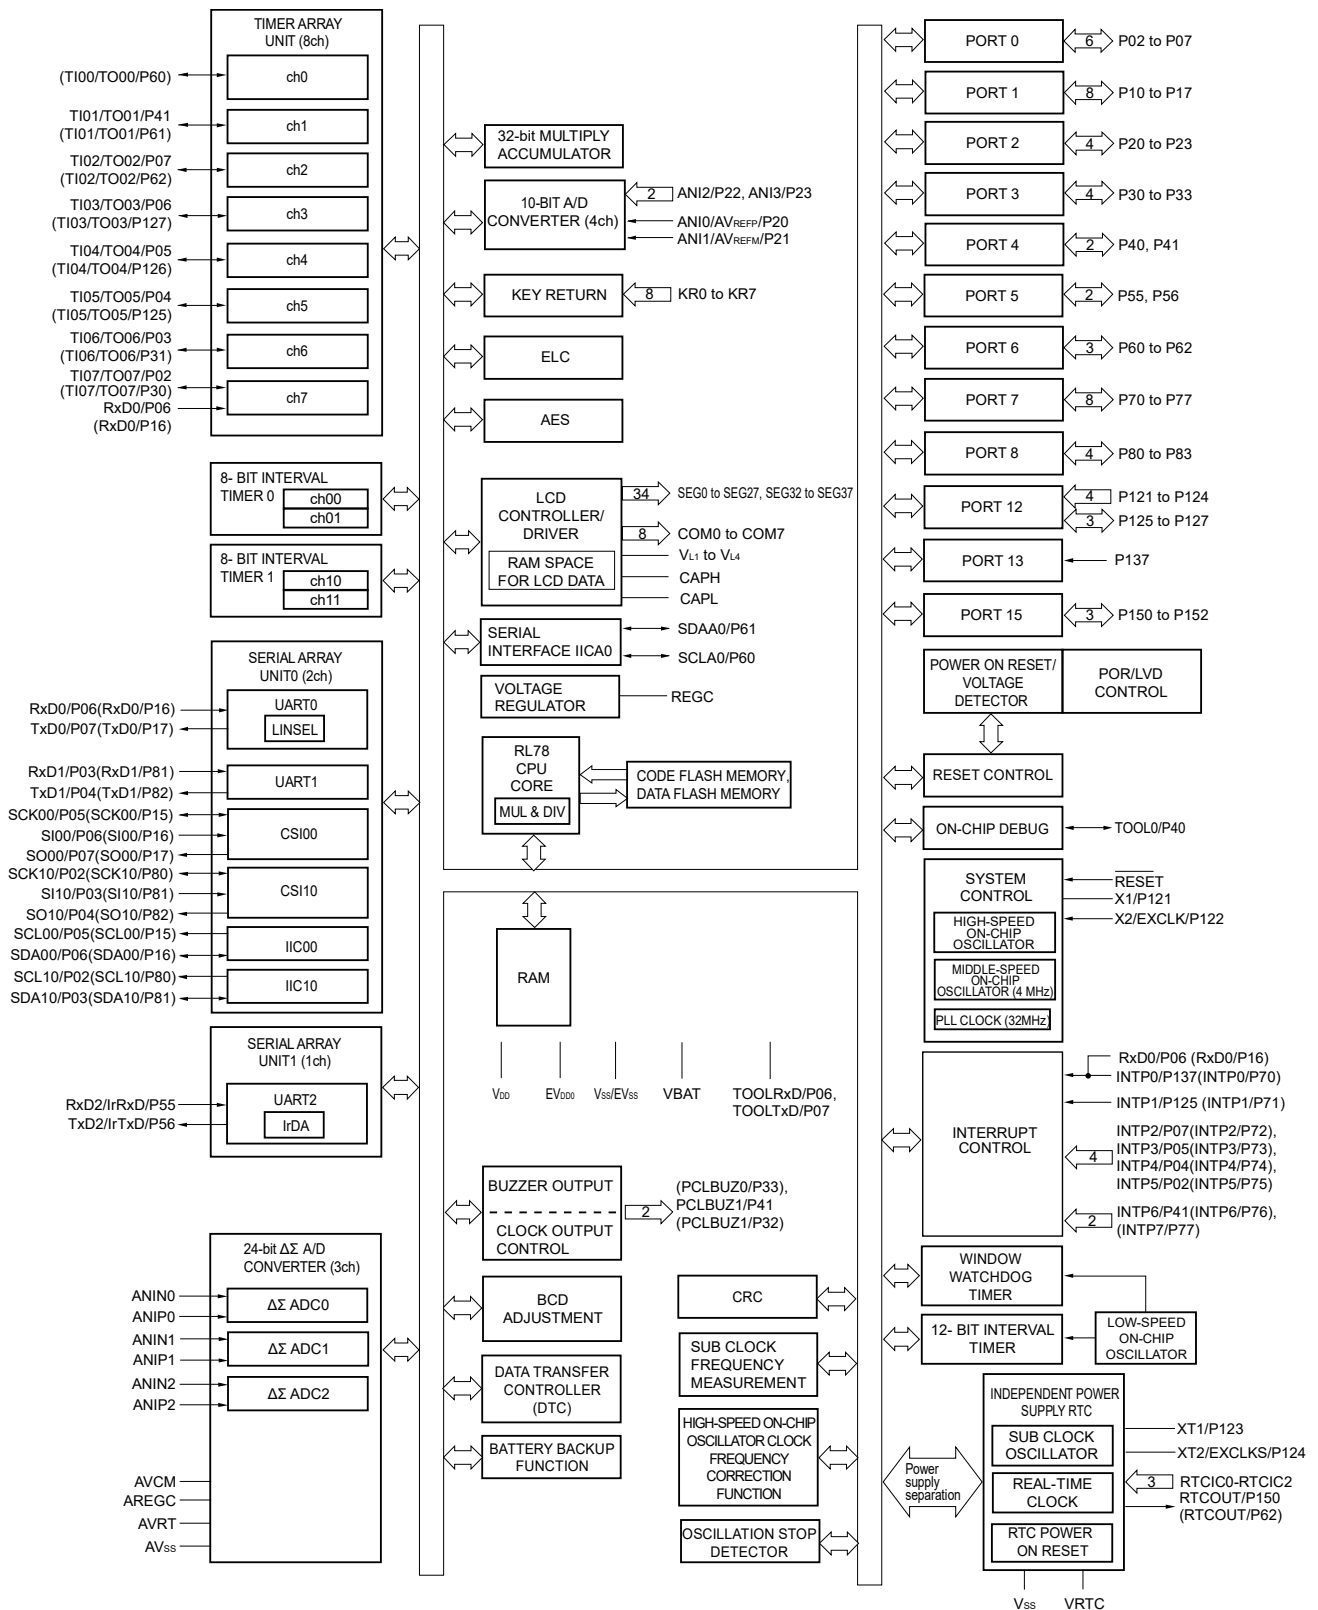 TIMER ARRAY
UNIT (8ch)
(TI00/TO00/P60)
ch0
TI01/TO01/P41
(TI01/TO01/P61)
ch1
TI02/TO02/P07
(TI02/TO02/P62)
ch2
TI03/TO03/P06
(TI03/TO03/P127)
ch3
TI04/TO04/P05
(TI04/TO04/P126)
ch4
TI05/TO05/P04
(TI05/TO05/P125)
ch5
TI06/TO06/P03
(TI06/TO06/P31)
ch6
TI07/TO07/P02
(TI07/TO07/P30)
RxD0/P06
(RxD0/P16)
ch7
8- BIT INTERVAL
TIMER 0
ch00
ch01
8- BIT INTERVAL
TIMER 1
ch10
ch11
SERIAL ARRAY
UNIT0 (2ch)
RxD0/P06(RxD0/P16)
TxD0/P07(TxD0/P17)
UART0
LINSEL
RxD1/P03(RxD1/P81)
TxD1/P04(TxD1/P82)
UART1
SCK00/P05(SCK00/P15)
SI00/P06(SI00/P16)
SO00/P07(SO00/P17)
CSI00
SCK10/P02(SCK10/P80)
SI10/P03(SI10/P81)
SO10/P04(SO10/P82)
CSI10
SCL00/P05(SCL00/P15)
SDA00/P06(SDA00/P16)
IIC00
SCL10/P02(SCL10/P80)
SDA10/P03(SDA10/P81)
IIC10
SERIAL ARRAY
UNIT1 (1ch)
RxD2/IrRxD/P55
TxD2/IrTxD/P56
UART2
IrDA
24-bit ΔΣ A/D
CONVERTER (3ch)
ANIN0
ANIP0
ΔΣ ADC0
ANIN1
ANIP1
ΔΣ ADC1
ANIN2
ANIP2
ΔΣ ADC2
AVCM
AREGC
AVRT
AVSS
32-bit MULTIPLY
ACCUMULATOR
10-BIT A/D
CONVERTER (4ch)
2
ANI2/P22, ANI3/P23
ANI0/AVREFP/P20
ANI1/AVREFM/P21
KEY RETURN
8
KR0 to KR7
ELC
AES
LCD
CONTROLLER/
DRIVER
RAM SPACE
FOR LCD DATA
34
SEG0 to SEG27, SEG32 to SEG37
8
COM0 to COM7
VL1 to VL4
CAPH
CAPL
SERIAL
INTERFACE IICA0
SDAA0/P61
SCLA0/P60
VOLTAGE
REGULATOR
REGC
RL78
CPU
CORE
MUL & DIV
CODE FLASH MEMORY,
DATA FLASH MEMORY
RAM
VDD
EVDD0
VSS/EVSS
VBAT
TOOLRxD/P06,
TOOLTxD/P07
BUZZER OUTPUT
CLOCK OUTPUT
CONTROL
2
(PCLBUZ0/P33),
PCLBUZ1/P41
(PCLBUZ1/P32)
BCD
ADJUSTMENT
DATA TRANSFER
CONTROLLER
(DTC)
BATTERY BACKUP
FUNCTION
CRC
SUB CLOCK
FREQUENCY
MEASUREMENT
HIGH-SPEED ON-CHIP
OSCILLATOR CLOCK
FREQUENCY
CORRECTION
FUNCTION
OSCILLATION STOP
DETECTOR
PORT 0
6
P02 to P07
PORT 1
8
P10 to P17
PORT 2
4
P20 to P23
PORT 3
4
P30 to P33
PORT 4
2
P40, P41
PORT 5
2
P55, P56
PORT 6
3
P60 to P62
PORT 7
8
P70 to P77
PORT 8
4
P80 to P83
PORT 12
4
P121 to P124
3
P125 to P127
PORT 13
P137
PORT 15
3
P150 to P152
POWER ON RESET/
VOLTAGE
DETECTOR
POR/LVD
CONTROL
RESET CONTROL
ON-CHIP DEBUG
TOOL0/P40
SYSTEM
CONTROL
RESET
X1/P121
X2/EXCLK/P122
HIGH-SPEED
ON-CHIP
OSCILLATOR
MIDDLE-SPEED
ON-CHIP
OSCILLATOR (4 MHz)
PLL CLOCK (32MHz)
INTERRUPT
CONTROL
RxD0/P06 (RxD0/P16)
INTP0/P137(INTP0/P70)
INTP1/P125 (INTP1/P71)
4
INTP2/P07(INTP2/P72),
INTP3/P05(INTP3/P73),
INTP4/P04(INTP4/P74),
INTP5/P02(INTP5/P75)
2
INTP6/P41(INTP6/P76),
(INTP7/P77)
WINDOW
WATCHDOG
TIMER
12- BIT INTERVAL
TIMER
LOW-SPEED
ON-CHIP
OSCILLATOR
Power
supply
separation
INDEPENDENT POWER
SUPPLY RTC
SUB CLOCK
OSCILLATOR
REAL-TIME
CLOCK
RTC POWER
ON RESET
XT1/P123
XT2/EXCLKS/P124
3
RTCIC0-RTCIC2
RTCOUT/P150
(RTCOUT/P62)
VSS
VRTC